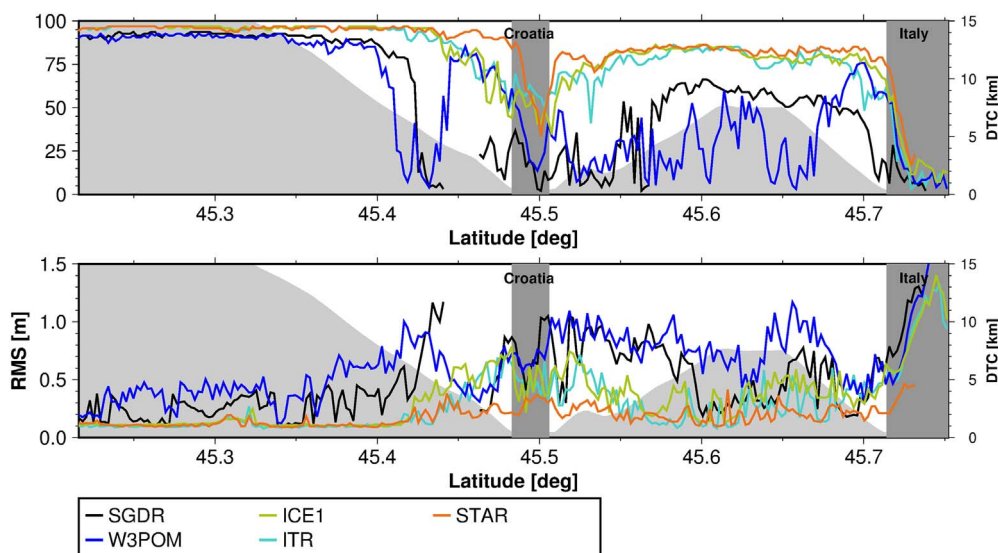 100
75
50
25
0
Croatia
Italy
15
10
5
0
DTC [km]
45.3 45.4 45.5 45.6 45.7
Latitude [deg]
1.5
1.0
0.5
0.0
RMS [m]
Croatia
Italy
15
10
5
0
DTC [km]
45.3 45.4 45.5 45.6 45.7
Latitude [deg]
SGDR ICE1 STAR
W3POM ITR